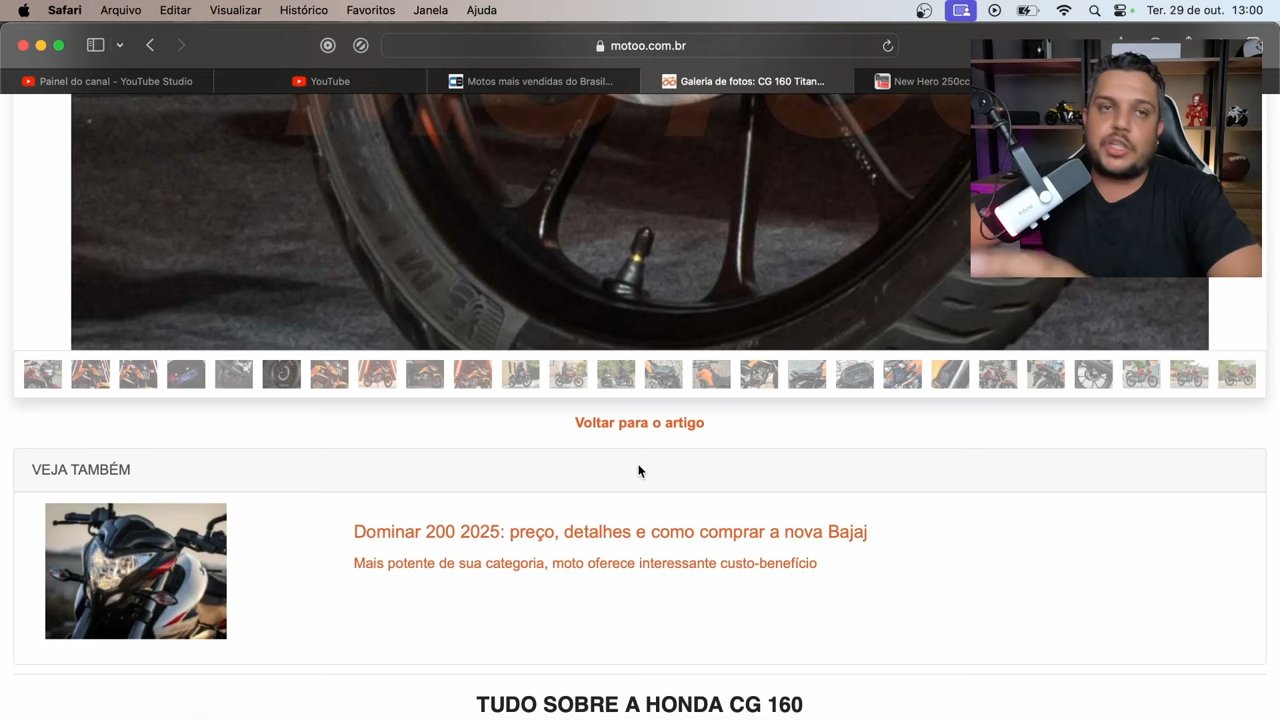 Safari Arquivo Editar Visualizar Histórico Favoritos Janela Ajuda Ter. 29 de out. 13:00
motoo.com.br
Painel do canal - YouTube Studio
YouTube
Motos mais vendidas do Brasil...
Galeria de fotos: CG 160 Titan...
New Hero 250cc
Voltar para o artigo
VEJA TAMBÉM
Dominar 200 2025: preço, detalhes e como comprar a nova Bajaj
Mais potente de sua categoria, moto oferece interessante custo-benefício
TUDO SOBRE A HONDA CG 160